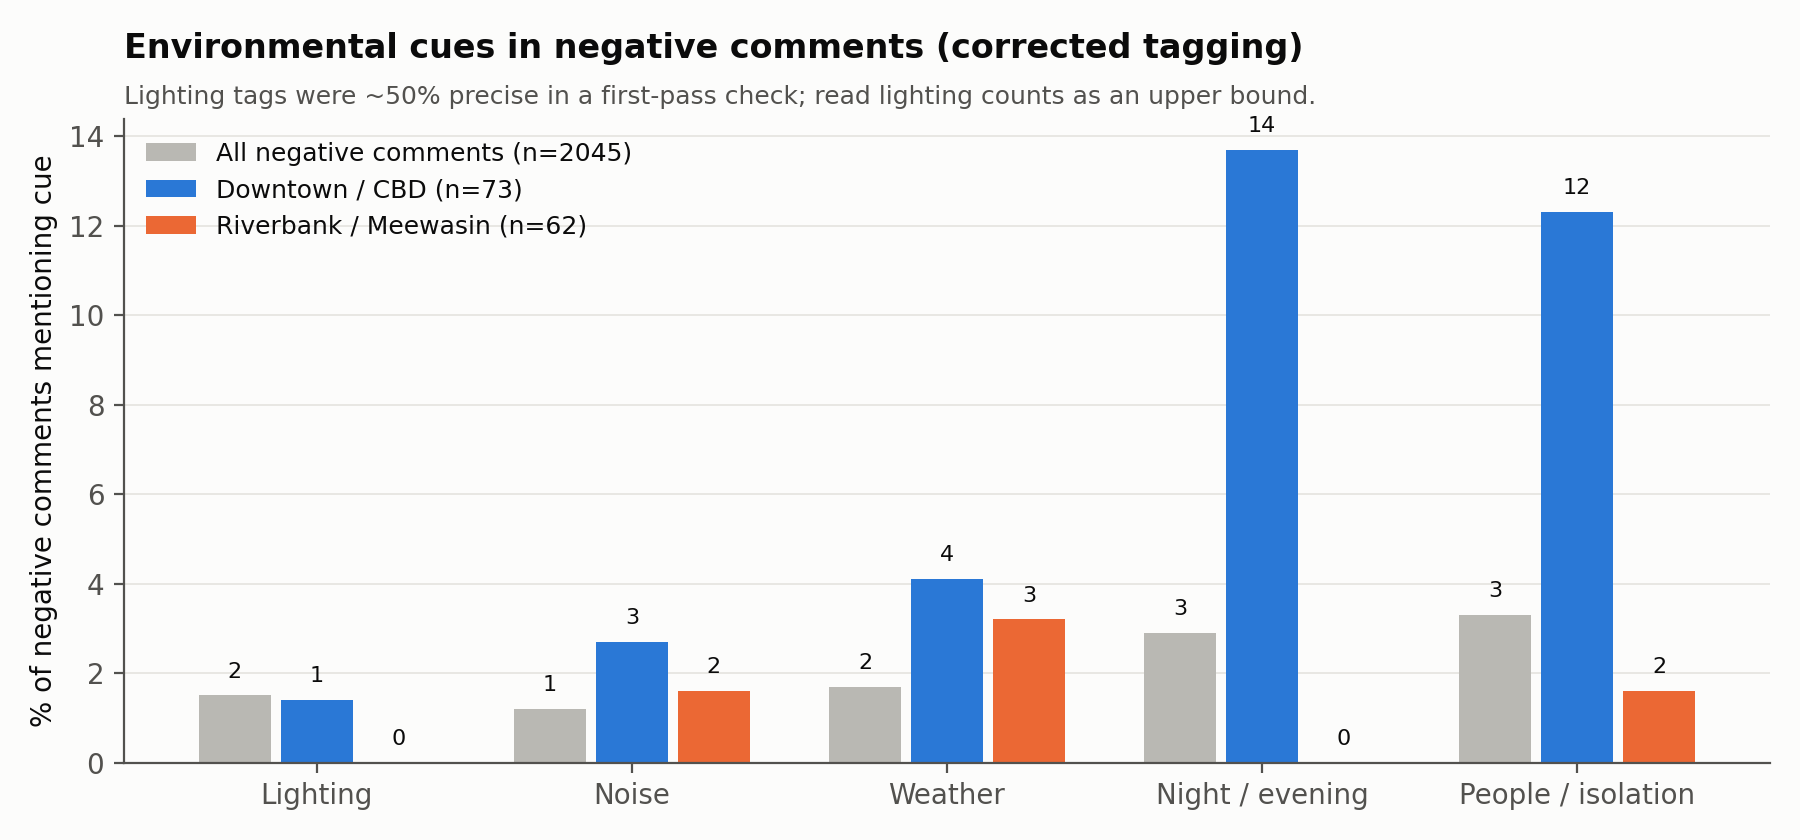 Environmental cues in negative comments (corrected tagging)
Lighting tags were ~50% precise in a first-pass check; read lighting counts as an upper bound.
% of negative comments mentioning cue
14
12
10
8
6
4
2
0
All negative comments (n=2045)
Downtown / CBD (n=73)
Riverbank / Meewasin (n=62)
2
1
0
1
3
2
2
4
3
3
14
0
3
12
2
Lighting
Noise
Weather
Night / evening
People / isolation